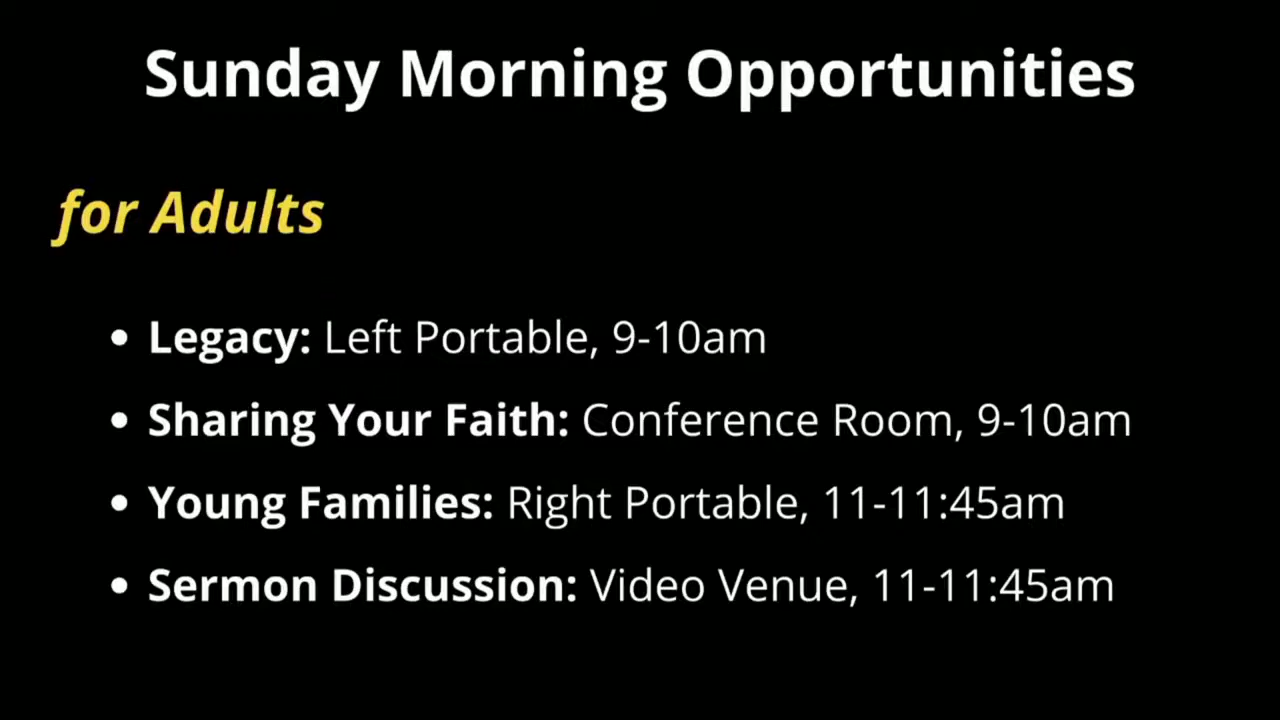 Sunday Morning Opportunities
for Adults
• Legacy: Left Portable, 9-10am
• Sharing Your Faith: Conference Room, 9-10am
• Young Families: Right Portable, 11-11:45am
• Sermon Discussion: Video Venue, 11-11:45am